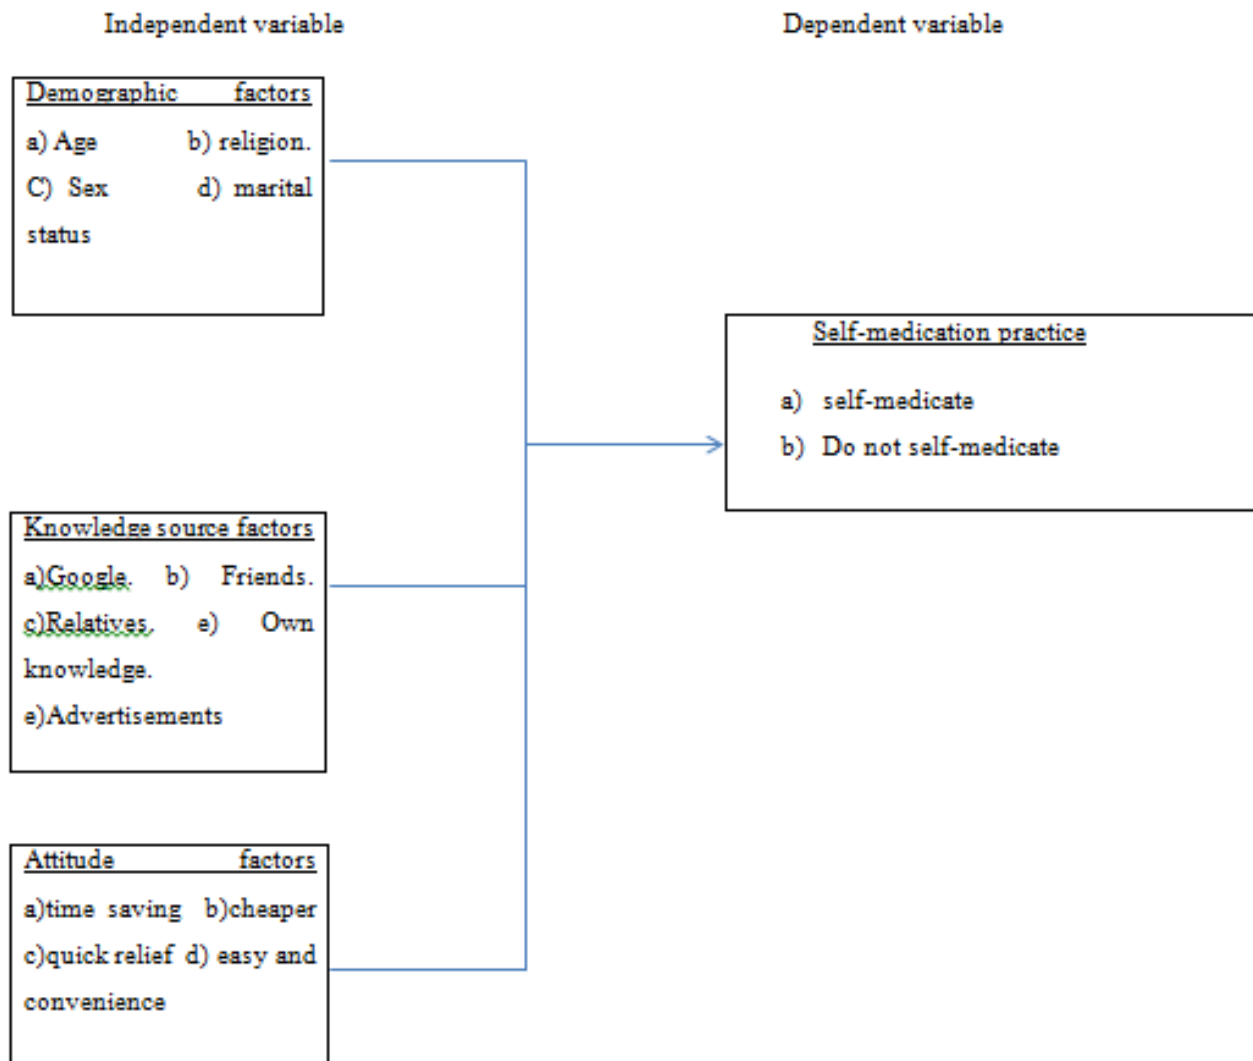 Independent variable
Dependent variable
Demographic factors
a) Age b) religion.
C) Sex d) marital
status
Self-medication practice
a) self-medicate
b) Do not self-medicate
Knowledge source factors
a)Google. b) Friends.
c)Relatives. e) Own
knowledge.
e)Advertisements
Attitude factors
a)time saving b)cheaper
c)quick relief d) easy and
convenience